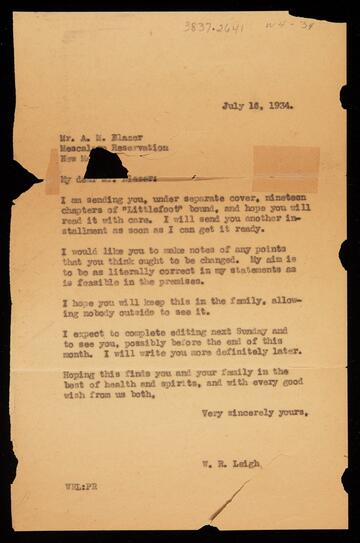 3837.2641
July 16, 1934.
Mr. A. N. Blazer
Mescalero Reservation
New M
My dear Mr. Blazer:
I am sending you, under separate cover, nineteen
chapters of "Littlefoot" bound, and hope you will
read it with care. I will send you another in-
stallment as soon as I can get it ready.
I would like you to make notes of any points
that you think ought to be changed. My aim is
to be as literally correct in my statements as
is feasible in the premises.
I hope you will keep this in the family, allow-
ing nobody outside to see it.
I expect to complete editing next Sunday and
to see you, possibly before the end of this
month. I will write you more definitely later.
Hoping this finds you and your family in the
best of health and spirits, and with every good
wish from us both,
Very sincerely yours,
W. R. Leigh
WRL:PR